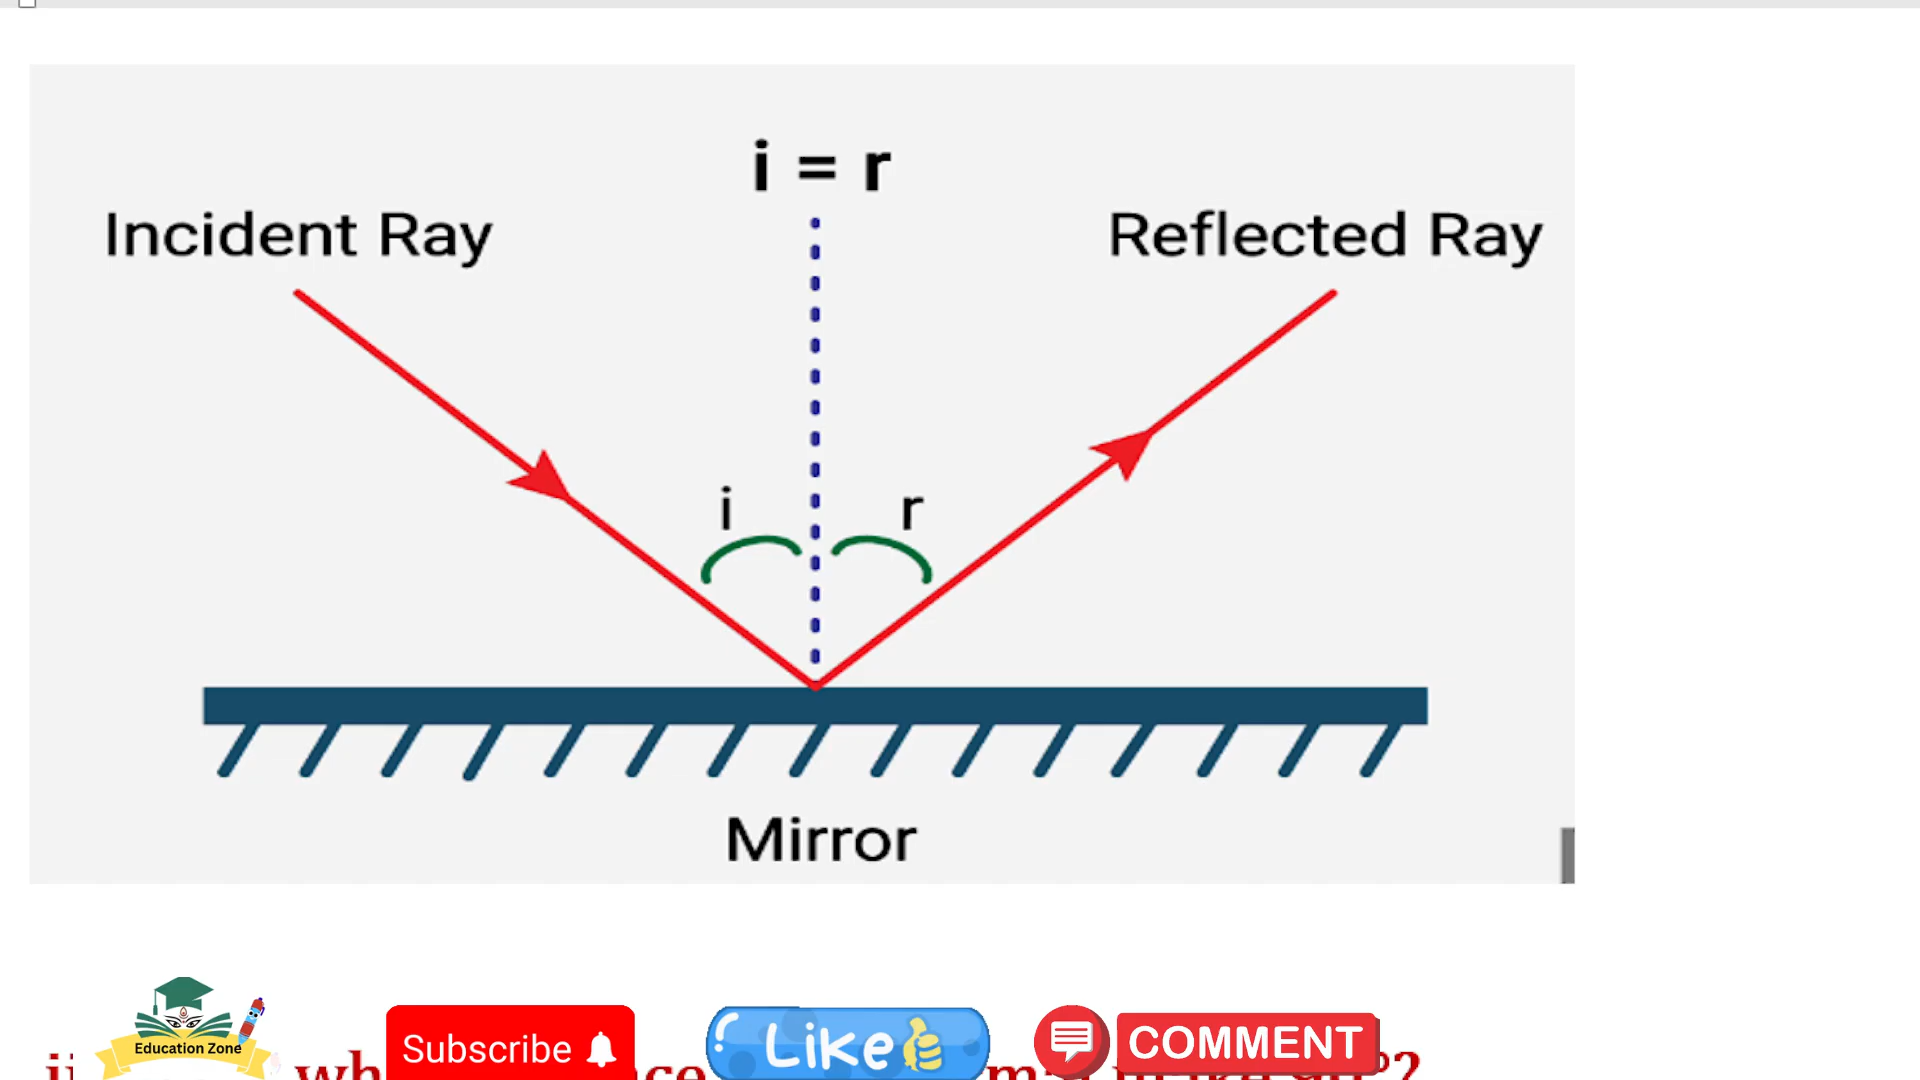 i = r
Incident Ray
Reflected Ray
i
r
Mirror
Education Zone
Subscribe
Like
COMMENT